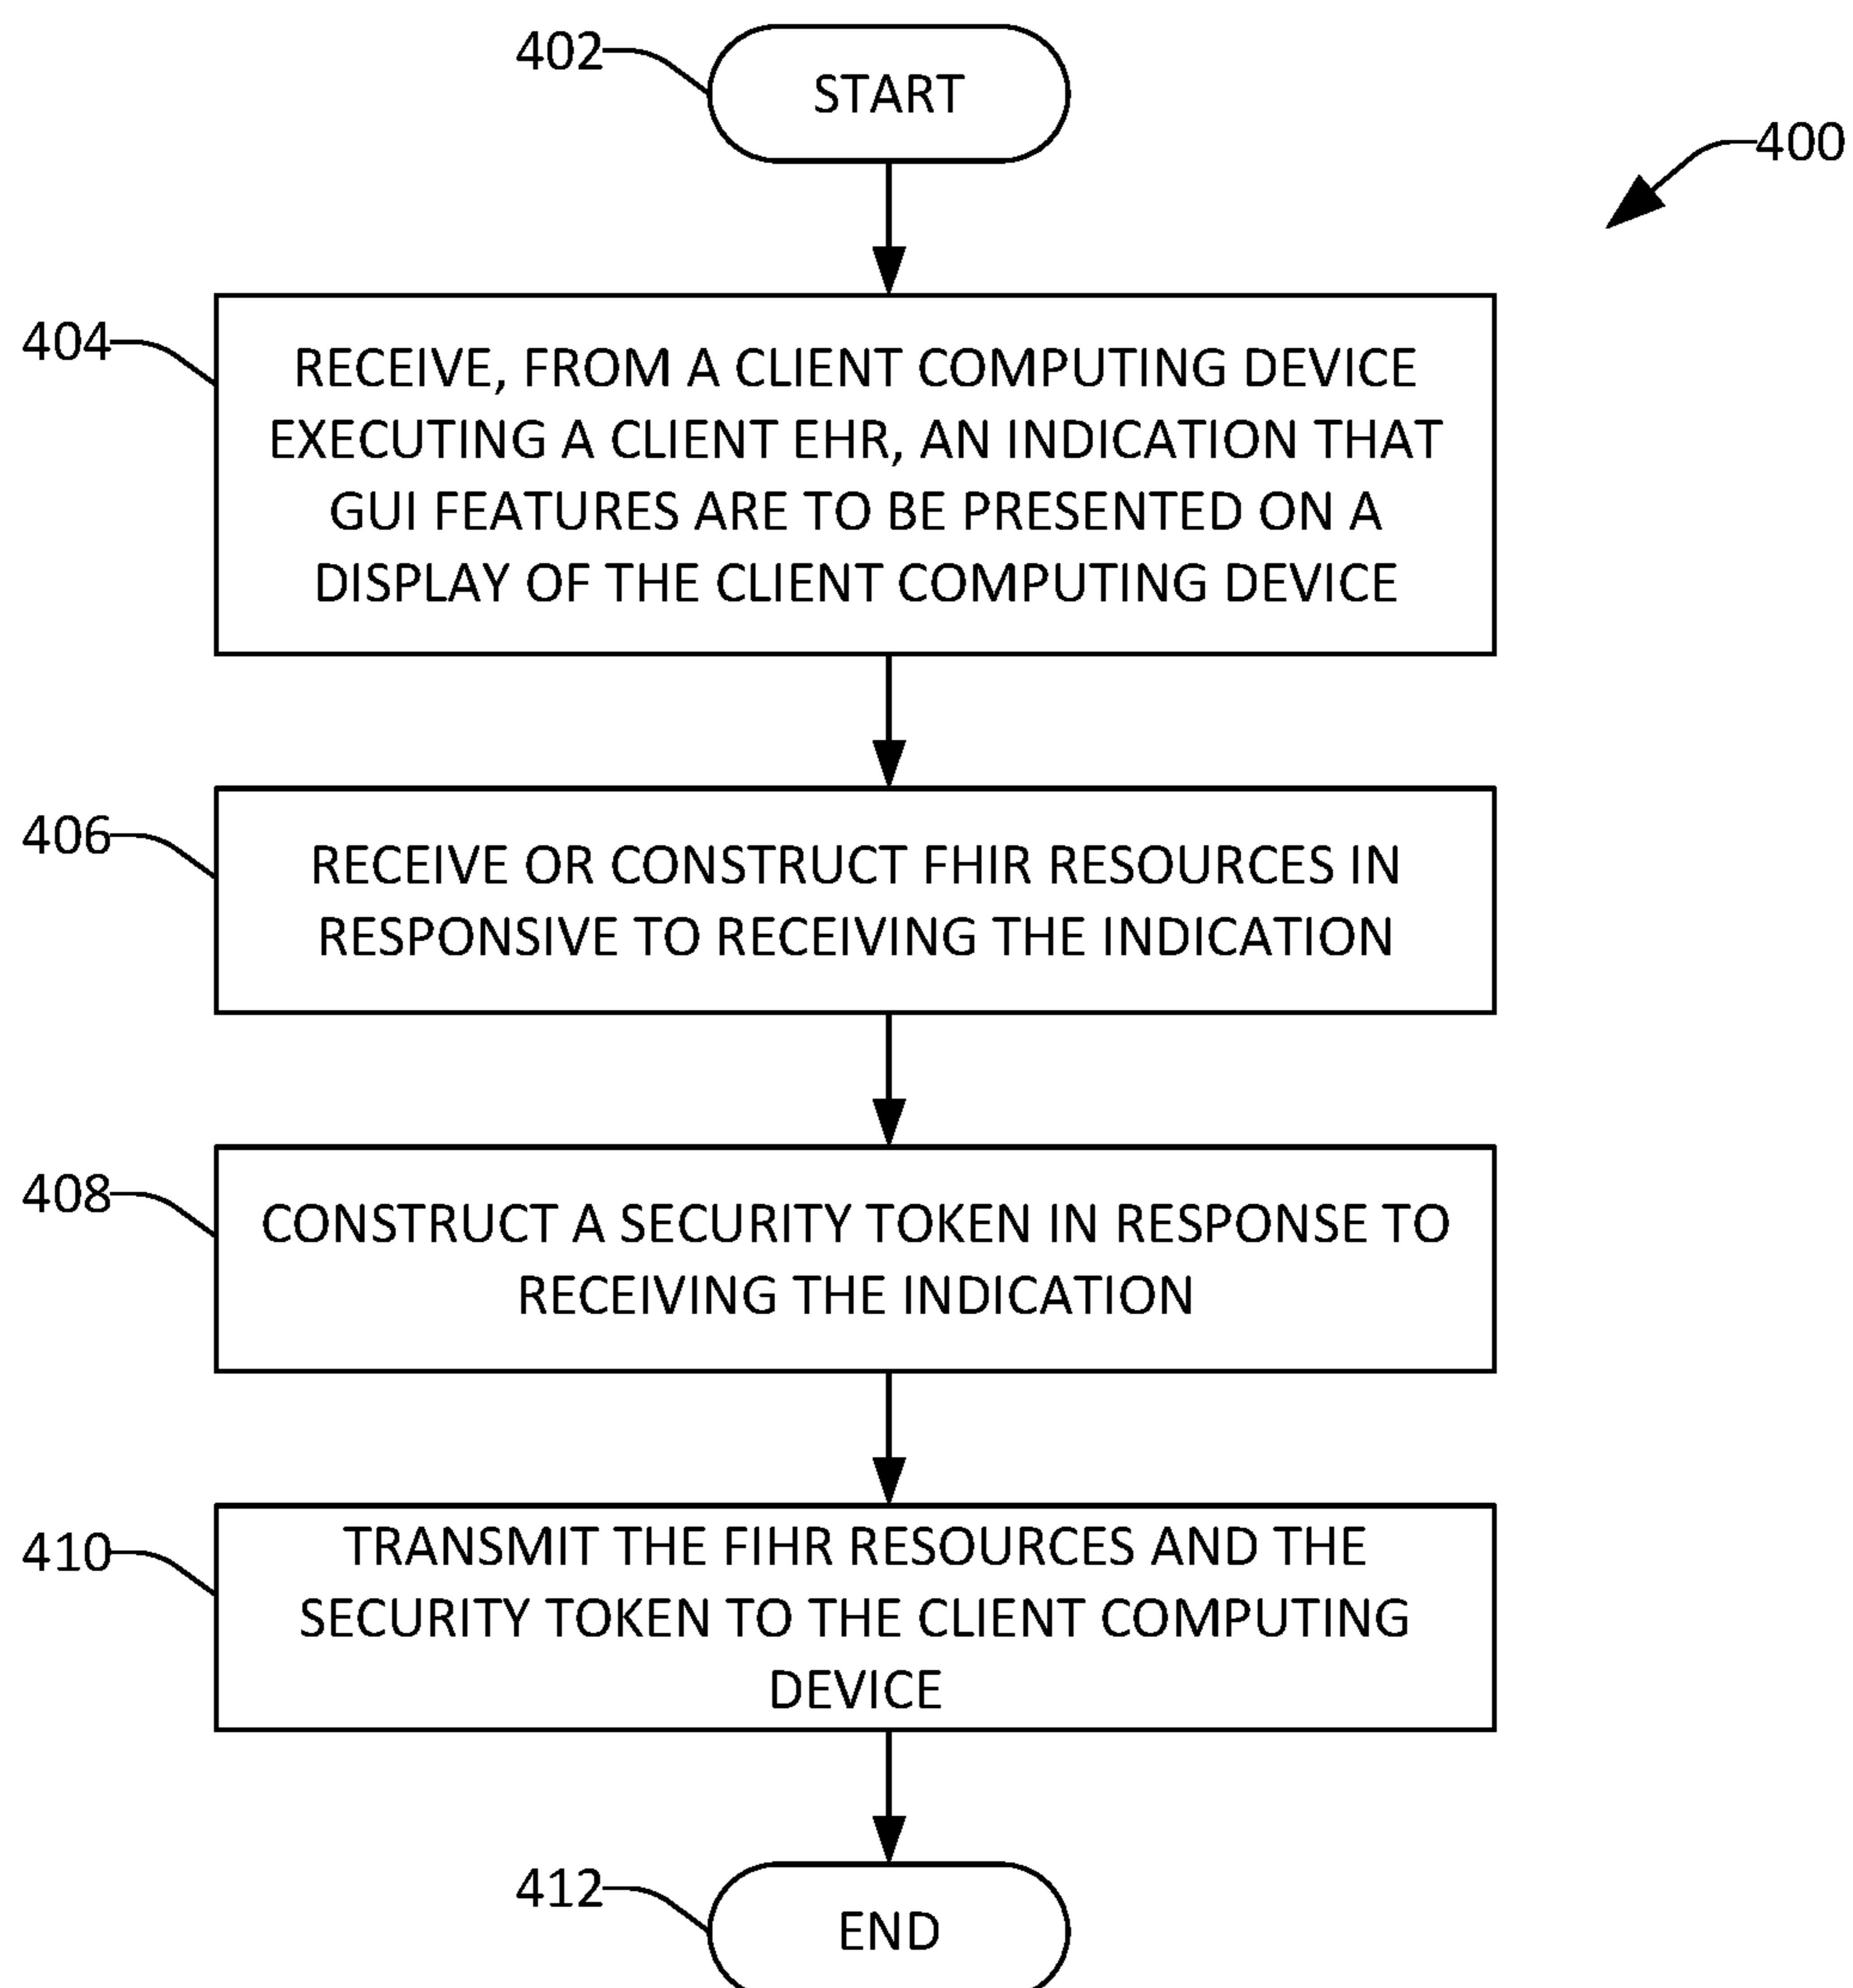 402
START
400
404
RECEIVE, FROM A CLIENT COMPUTING DEVICE
EXECUTING A CLIENT EHR, AN INDICATION THAT
GUI FEATURES ARE TO BE PRESENTED ON A
DISPLAY OF THE CLIENT COMPUTING DEVICE
406
RECEIVE OR CONSTRUCT FHIR RESOURCES IN
RESPONSIVE TO RECEIVING THE INDICATION
408
CONSTRUCT A SECURITY TOKEN IN RESPONSE TO
RECEIVING THE INDICATION
410
TRANSMIT THE FIHR RESOURCES AND THE
SECURITY TOKEN TO THE CLIENT COMPUTING
DEVICE
412
END